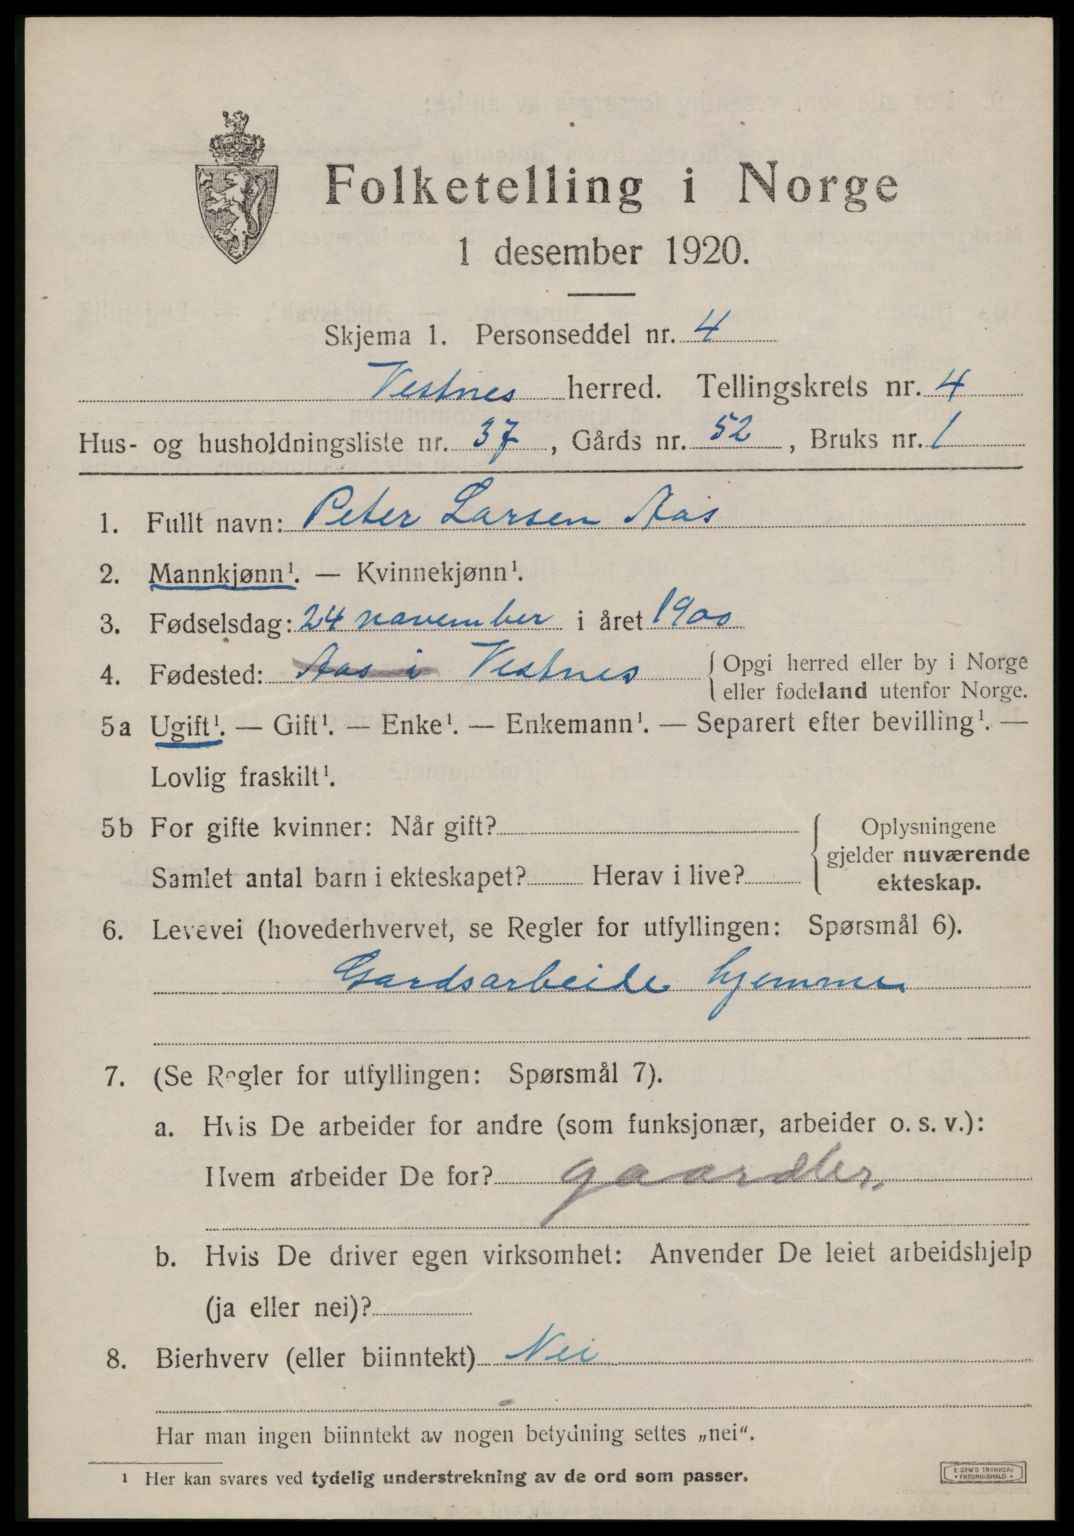 Folketelling i Norge
1 desember 1920.
Skjema 1. Personseddel nr. 4
Vestnes herred. Tellingskrets nr. 4
Hus- og husholdningsliste nr. 37, Gårds nr. 52, Bruks nr. 1
1. Fullt navn: Peter Larsen Aas
2. Mannkjønn¹. — Kvinnekjønn¹.
3. Fødselsdag: 24 november i året 1900
4. Fødested: Aas i Vestnes { Opgi herred eller by i Norge
eller fødeland utenfor Norge.
5a Ugift¹. — Gift¹. — Enke¹. — Enkemann¹. — Separert efter bevilling¹. —
Lovlig fraskilt¹.
5b For gifte kvinner: Når gift?
Samlet antal barn i ekteskapet? Herav i live?
{ Oplysningene
gjelder nuværende
ekteskap.
6. Levevei (hovederhvervet, se Regler for utfyllingen: Spørsmål 6).
Gardsarbeide hjemme
7. (Se Regler for utfyllingen: Spørsmål 7).
a. Hvis De arbeider for andre (som funksjonær, arbeider o. s. v.):
Hvem arbeider De for? gaardbr.
b. Hvis De driver egen virksomhet: Anvender De leiet arbeidshjelp
(ja eller nei)?
8. Bierhverv (eller biinntekt) Nei
Har man ingen biinntekt av nogen betydning settes „nei“.
¹ Her kan svares ved tydelig understrekning av de ord som passer.
E SEM'S TRYKKERI
FREDRIKSHALD